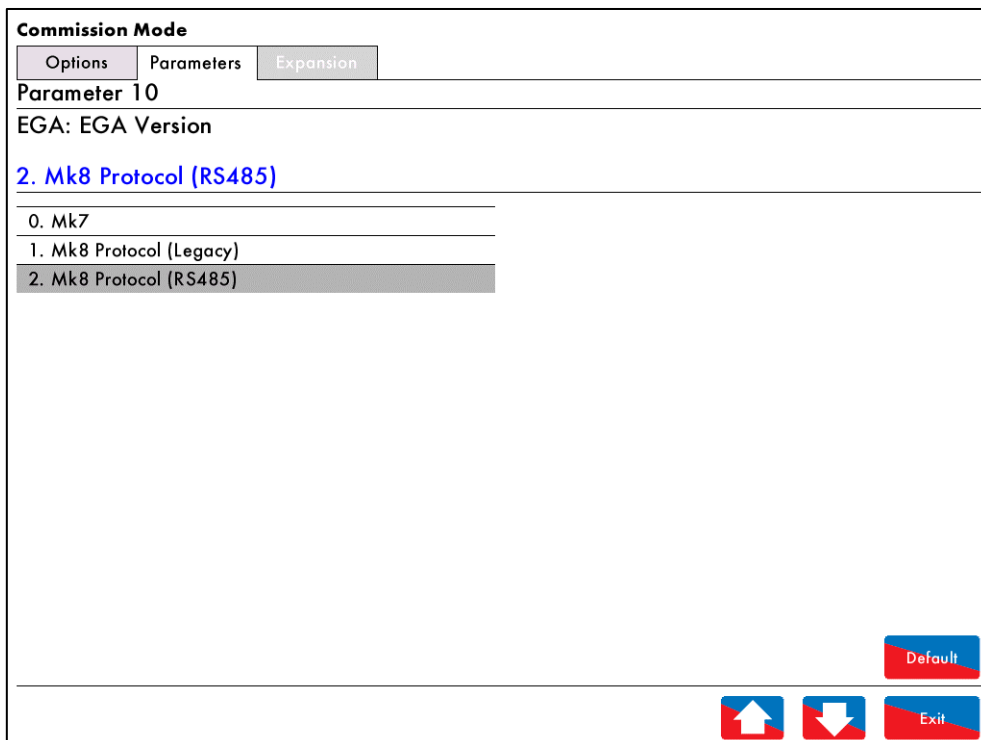 Commission Mode
Options Parameters Expansion
Parameter 10
EGA: EGA Version
2. Mk8 Protocol (RS485)
0. Mk7
1. Mk8 Protocol (Legacy)
2. Mk8 Protocol (RS485)
Default
Exit